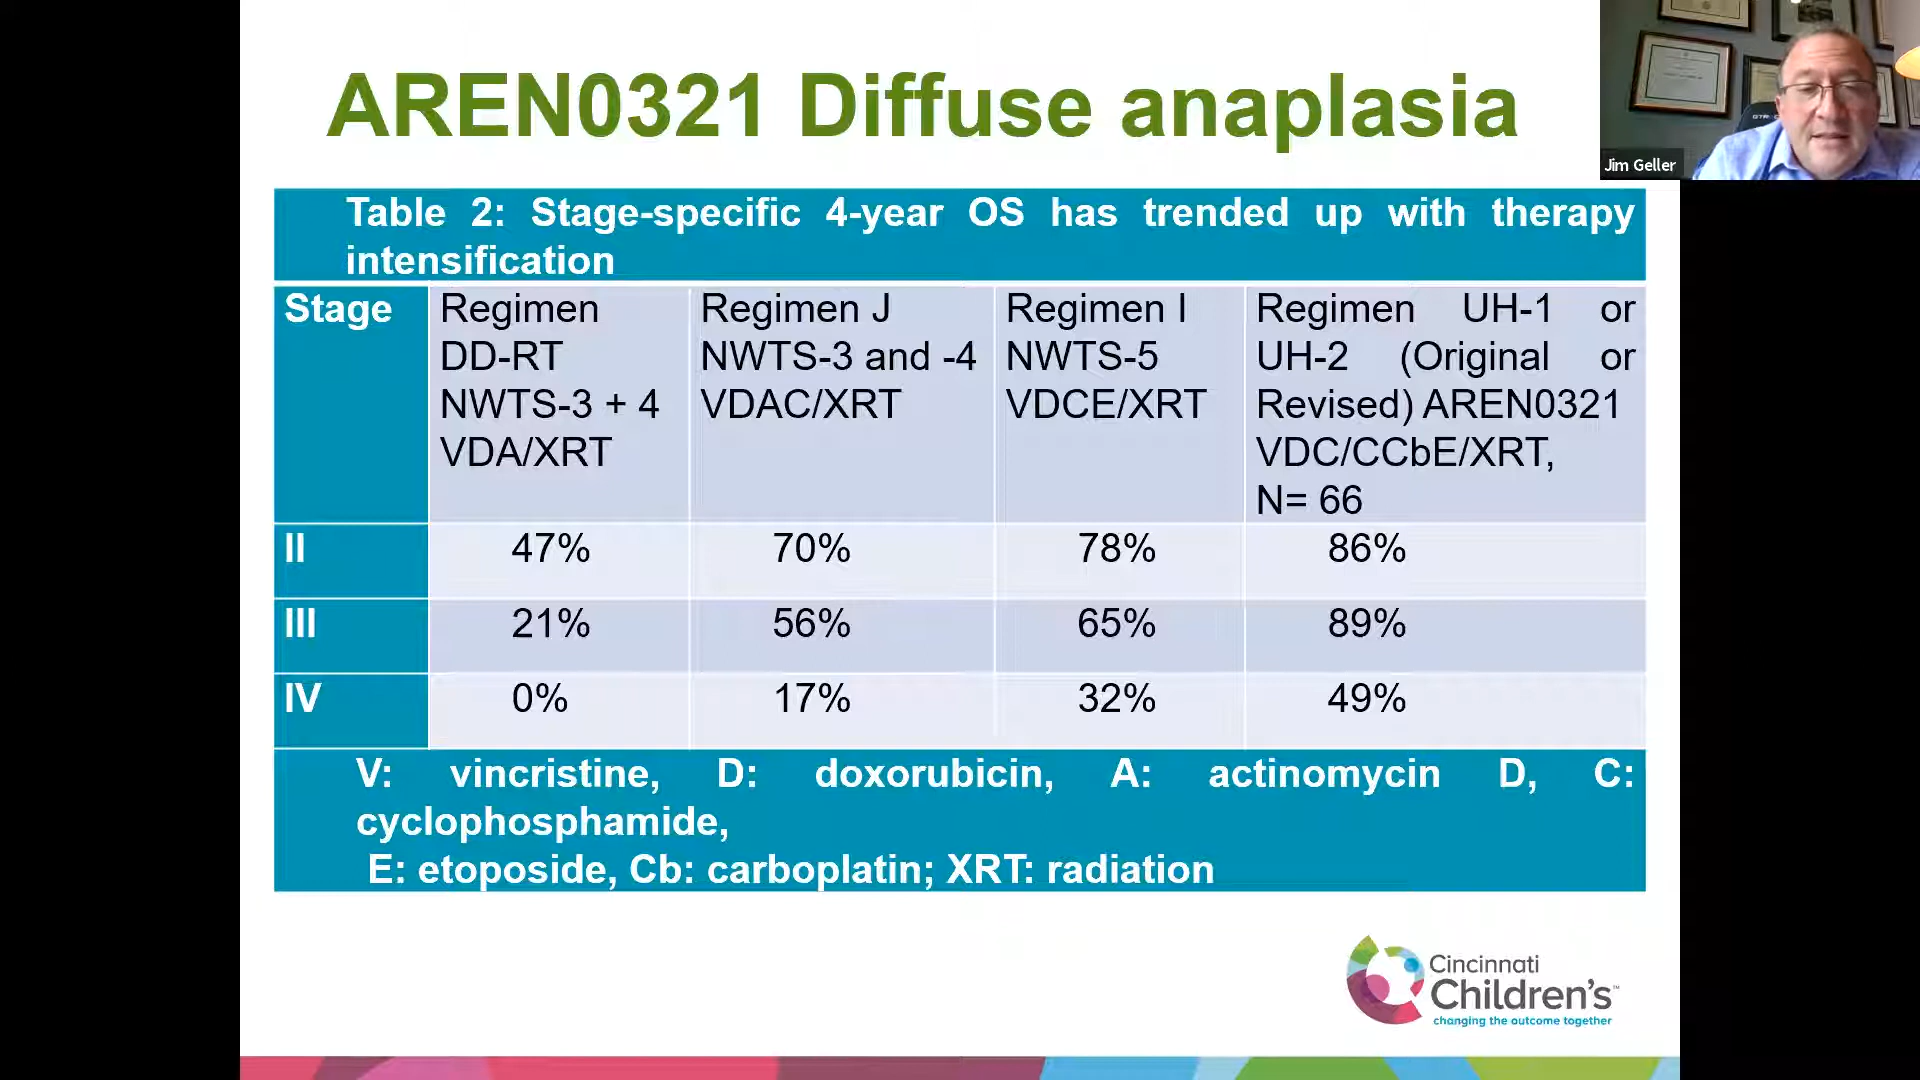 AREN0321 Diffuse anaplasia
Jim Geller
Table 2: Stage-specific 4-year OS has trended up with therapy
intensification
Stage
Regimen
DD-RT
NWTS-3 + 4
VDA/XRT
Regimen J
NWTS-3 and -4
VDAC/XRT
Regimen I
NWTS-5
VDCE/XRT
Regimen UH-1 or
UH-2 (Original or
Revised) AREN0321
VDC/CCbE/XRT,
N= 66
II 47% 70% 78% 86%
III 21% 56% 65% 89%
IV 0% 17% 32% 49%
V: vincristine, D: doxorubicin, A: actinomycin D, C:
cyclophosphamide,
E: etoposide, Cb: carboplatin; XRT: radiation
Cincinnati
Children's™
changing the outcome together